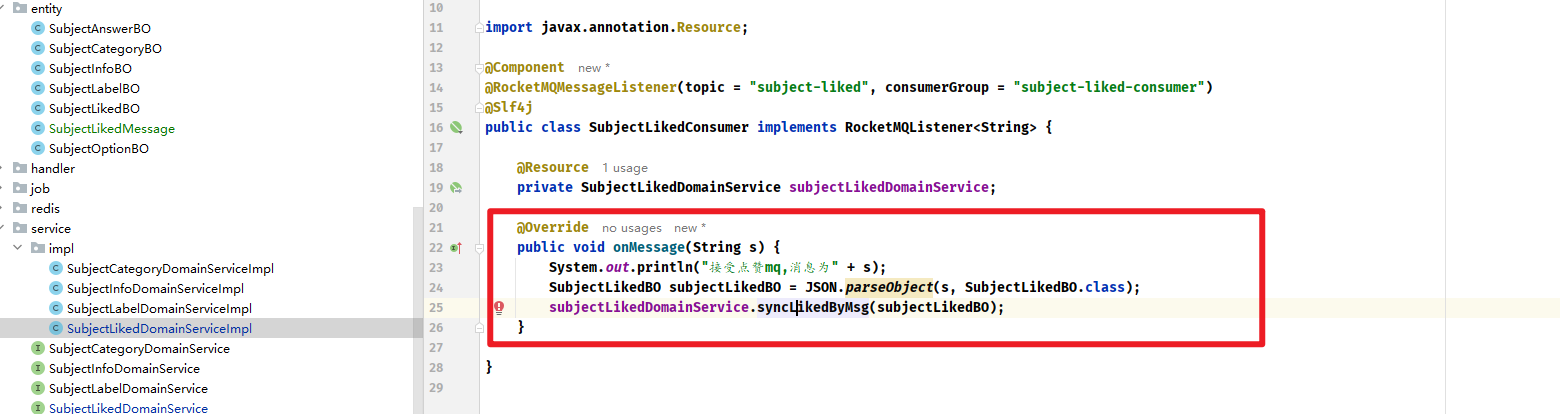 entity
SubjectAnswerBO
SubjectCategoryBO
SubjectInfoBO
SubjectLabelBO
SubjectLikedBO
SubjectLikedMessage
SubjectOptionBO
handler
job
redis
service
impl
SubjectCategoryDomainServiceImpl
SubjectInfoDomainServiceImpl
SubjectLabelDomainServiceImpl
SubjectLikedDomainServiceImpl
SubjectCategoryDomainService
SubjectInfoDomainService
SubjectLabelDomainService
SubjectLikedDomainService
10
11 import javax.annotation.Resource;
12
13 @Component new *
14 @RocketMQMessageListener(topic = "subject-liked", consumerGroup = "subject-liked-consumer")
15 @Slf4j
16 public class SubjectLikedConsumer implements RocketMQListener<String> {
17
18 @Resource 1 usage
19 private SubjectLikedDomainService subjectLikedDomainService;
20
21 @Override no usages new *
22 public void onMessage(String s) {
23 System.out.println("接受点赞mq,消息为" + s);
24 SubjectLikedBO subjectLikedBO = JSON.parseObject(s, SubjectLikedBO.class);
25 subjectLikedDomainService.syncLikedByMsg(subjectLikedBO);
26 }
27
28 }
29